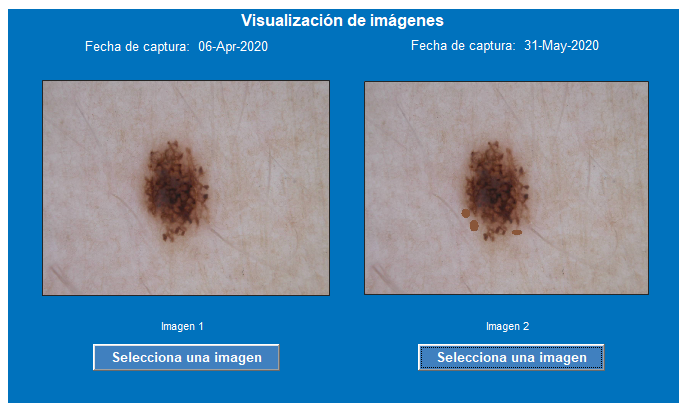 Visualización de imágenes
Fecha de captura: 06-Apr-2020
Fecha de captura: 31-May-2020
Imagen 1
Imagen 2
Selecciona una imagen
Selecciona una imagen